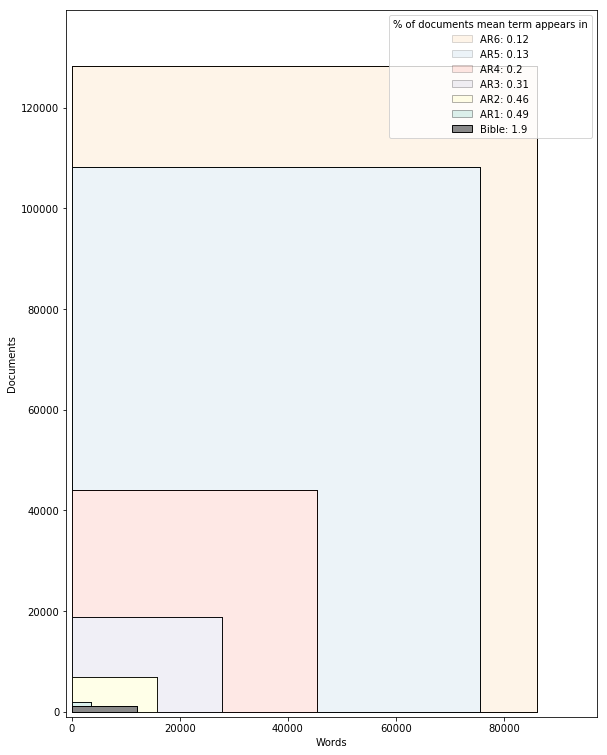 % of documents mean term appears in
AR6: 0.12
AR5: 0.13
AR4: 0.2
AR3: 0.31
AR2: 0.46
AR1: 0.49
Bible: 1.9
120000
100000
80000
60000
40000
20000
0
Documents
0 20000 40000 60000 80000
Words